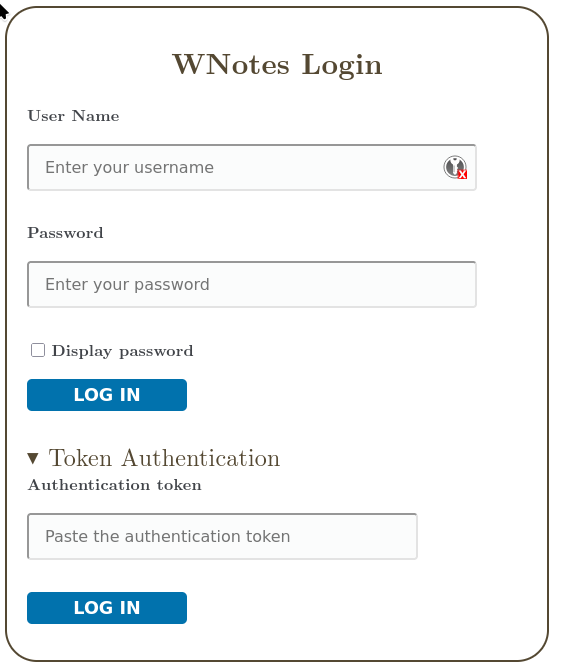 WNotes Login
User Name
Enter your username
Password
Enter your password
Display password
LOG IN
▼ Token Authentication
Authentication token
Paste the authentication token
LOG IN